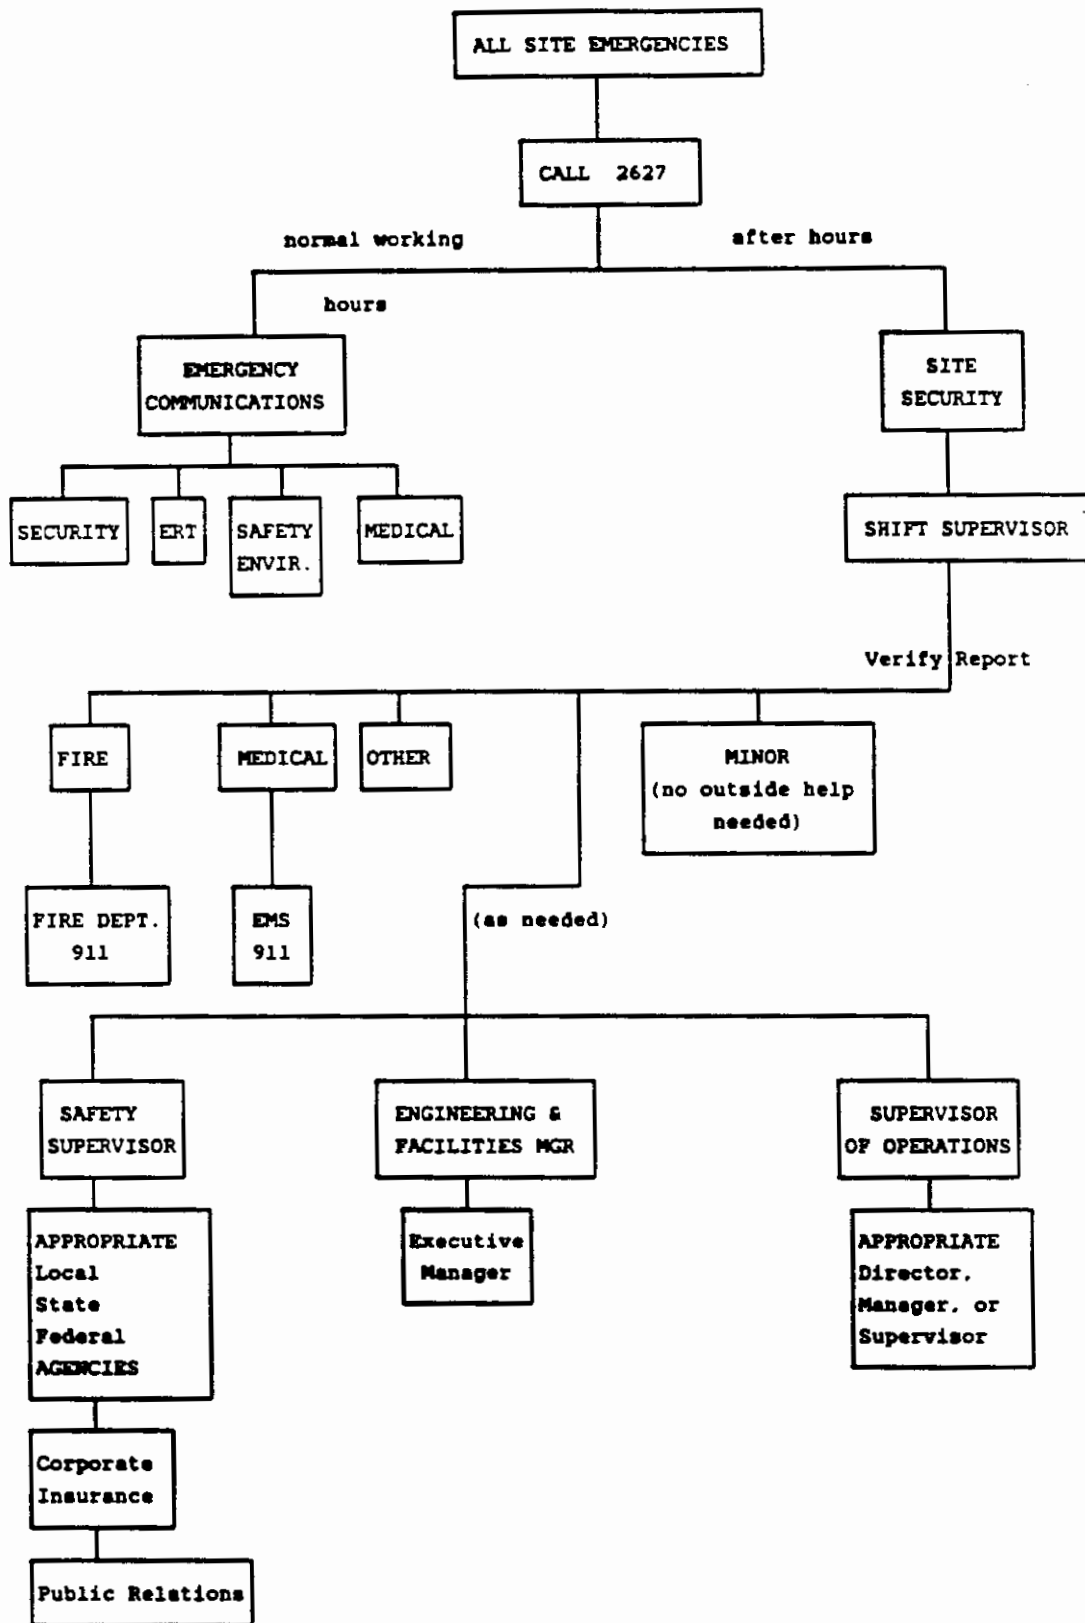 ALL SITE EMERGENCIES
CALL 2627
normal working
after hours
hours
EMERGENCY
COMMUNICATIONS
SITE
SECURITY
SECURITY
ERT
SAFETY
ENVIR.
MEDICAL
SHIFT SUPERVISOR
Verify Report
FIRE
MEDICAL
OTHER
MINOR
(no outside help
needed)
FIRE DEPT.
911
EMS
911
(as needed)
SAFETY
SUPERVISOR
ENGINEERING &
FACILITIES MGR
SUPERVISOR
OF OPERATIONS
APPROPRIATE
Local
State
Federal
AGENCIES
Executive
Manager
APPROPRIATE
Director,
Manager, or
Supervisor
Corporate
Insurance
Public Relations